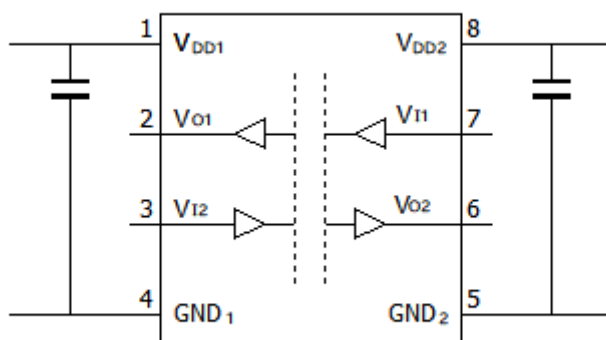 1 VDD1 VDD2 8
2 VO1 VI1 7
3 VI2 VO2 6
4 GND1 GND2 5